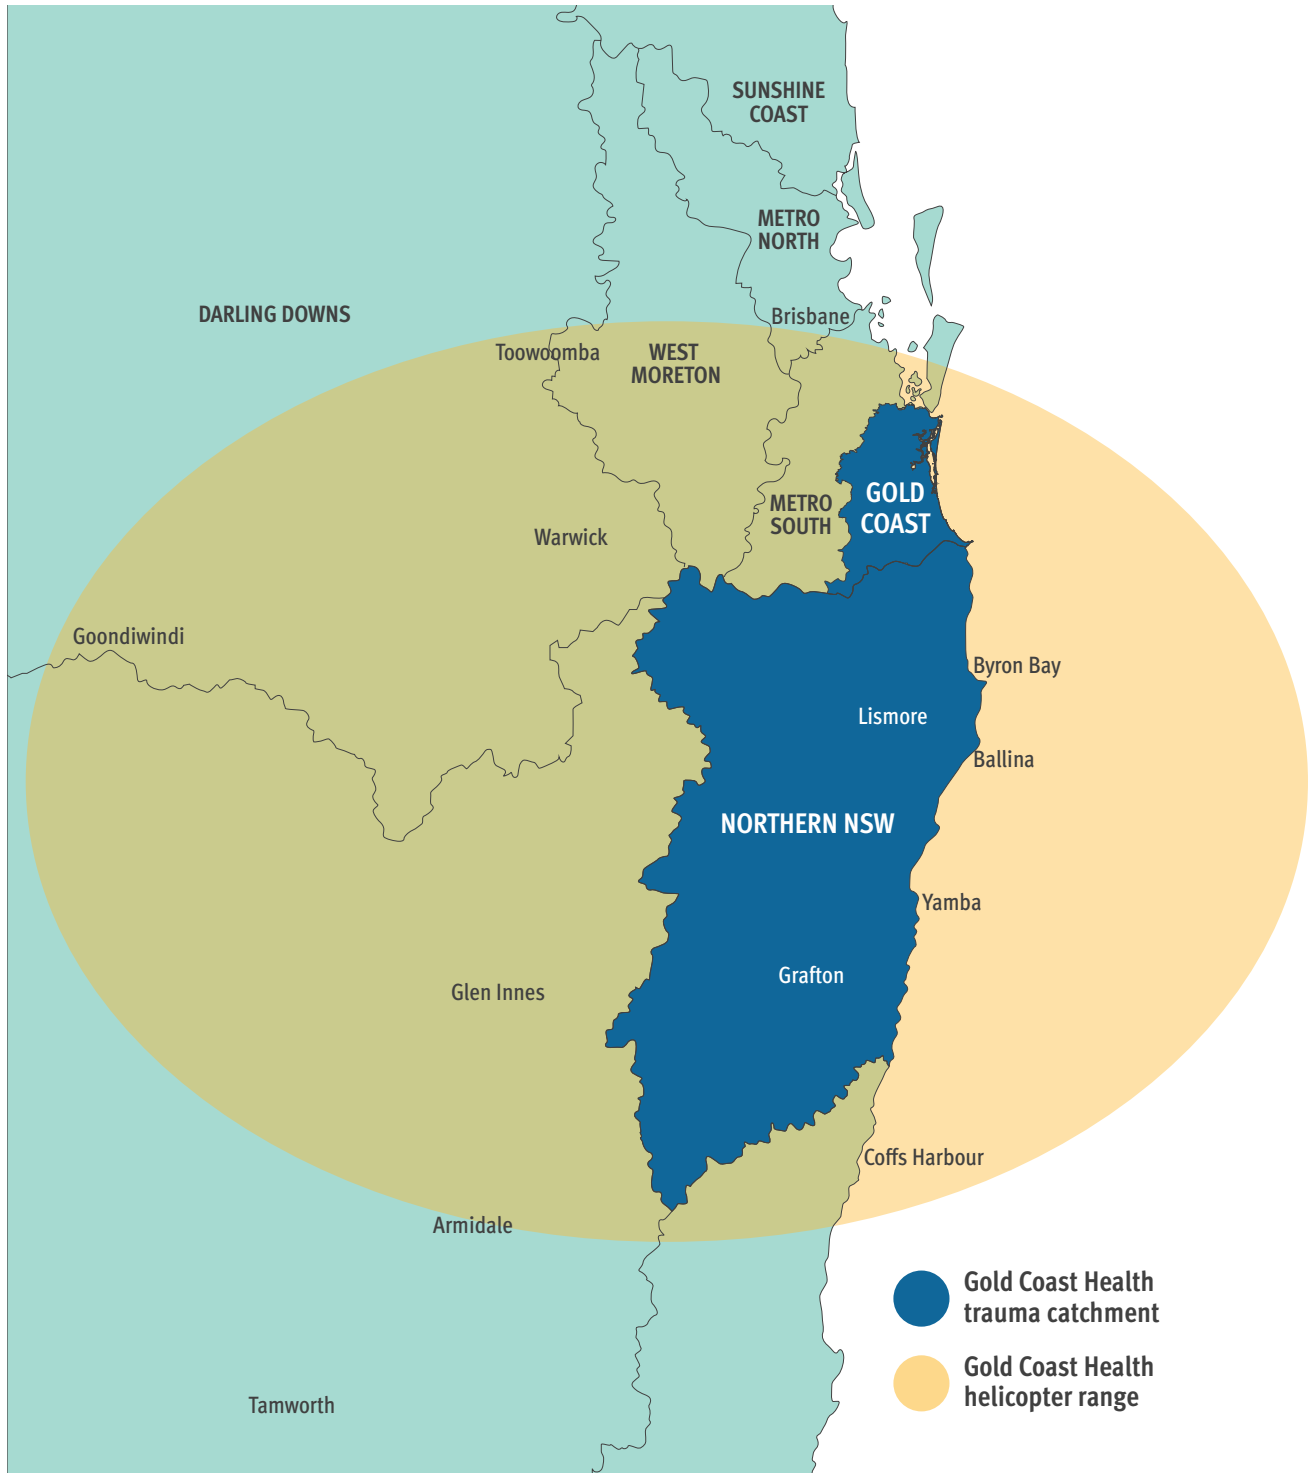 SUNSHINE
COAST
METRO
NORTH
DARLING DOWNS
Brisbane
Toowoomba
WEST
MORETON
GOLD
COAST
METRO
SOUTH
Warwick
Goondiwindi
Byron Bay
Lismore
Ballina
NORTHERN NSW
Yamba
Grafton
Glen Innes
Coffs Harbour
Armidale
Gold Coast Health
trauma catchment
Gold Coast Health
helicopter range
Tamworth